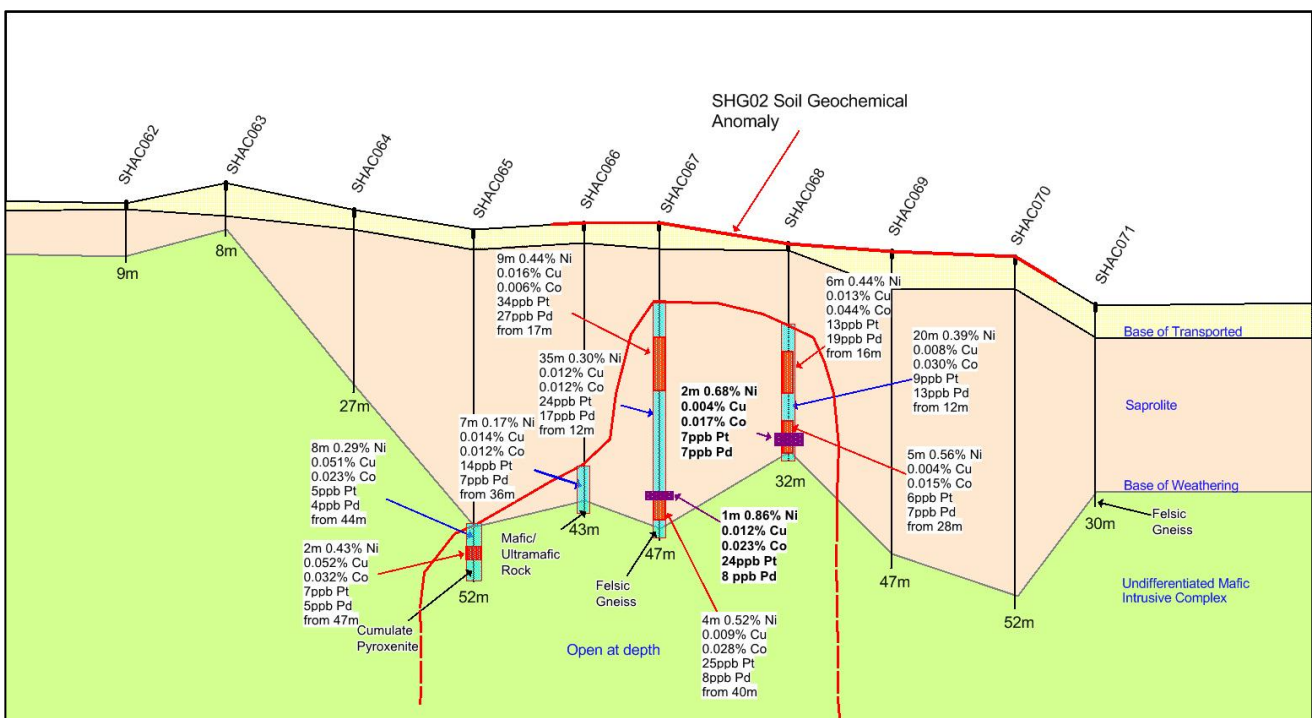 SHG02 Soil Geochemical
Anomaly
SHAC062
SHAC063
SHAC064
SHAC065
SHAC066
SHAC067
SHAC068
SHAC069
SHAC070
SHAC071
9m
8m
27m
9m 0.44% Ni
0.016% Cu
0.006% Co
34ppb Pt
27ppb Pd
from 17m
6m 0.44% Ni
0.013% Cu
0.044% Co
13ppb Pt
19ppb Pd
from 16m
Base of Transported
20m 0.39% Ni
0.008% Cu
0.030% Co
9ppb Pt
13ppb Pd
from 12m
35m 0.30% Ni
0.012% Cu
0.012% Co
24ppb Pt
17ppb Pd
from 12m
2m 0.68% Ni
0.004% Cu
0.017% Co
7ppb Pt
7ppb Pd
Saprolite
7m 0.17% Ni
0.014% Cu
0.012% Co
14ppb Pt
7ppb Pd
from 36m
8m 0.29% Ni
0.051% Cu
0.023% Co
5ppb Pt
4ppb Pd
from 44m
5m 0.56% Ni
0.004% Cu
0.015% Co
6ppb Pt
7ppb Pd
from 28m
32m
Base of Weathering
30m
Felsic
Gneiss
1m 0.86% Ni
0.012% Cu
0.023% Co
24ppb Pt
8 ppb Pd
43m
47m
Mafic/
Ultramafic
Rock
2m 0.43% Ni
0.052% Cu
0.032% Co
7ppb Pt
5ppb Pd
from 47m
52m
Felsic
Gneiss
47m
52m
Undifferentiated Mafic
Intrusive Complex
Cumulate
Pyroxenite
Open at depth
4m 0.52% Ni
0.009% Cu
0.028% Co
25ppb Pt
8ppb Pd
from 40m